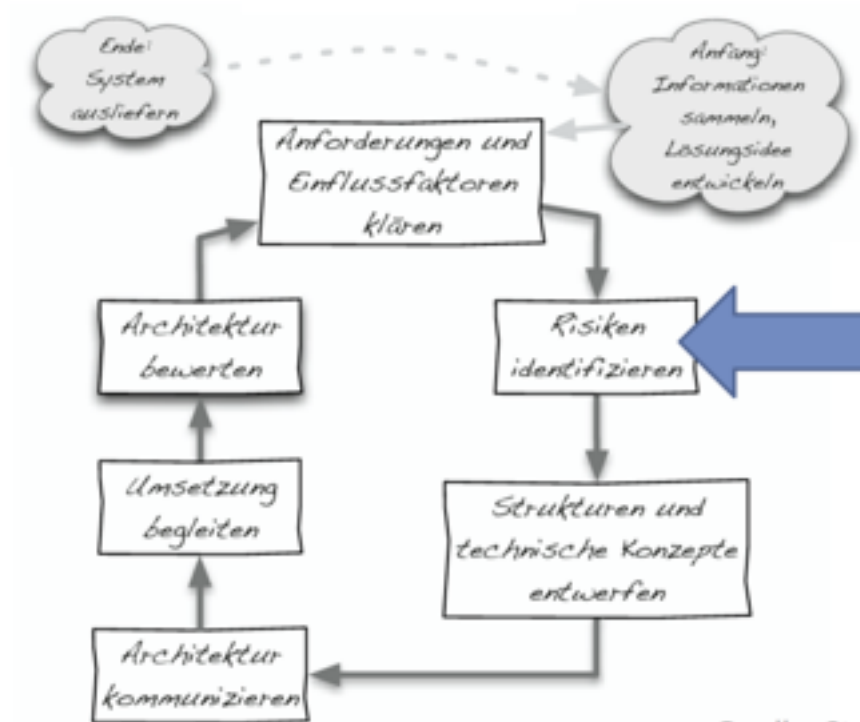 Ende:
System
ausliefern
Anfang:
Informationen
sammeln,
Lösungsidee
entwickeln
Anforderungen und
Einflussfaktoren
klären
Risiken
identifizieren
Strukturen und
technische Konzepte
entwerfen
Architektur
kommunizieren
Umsetzung
begleiten
Architektur
bewerten